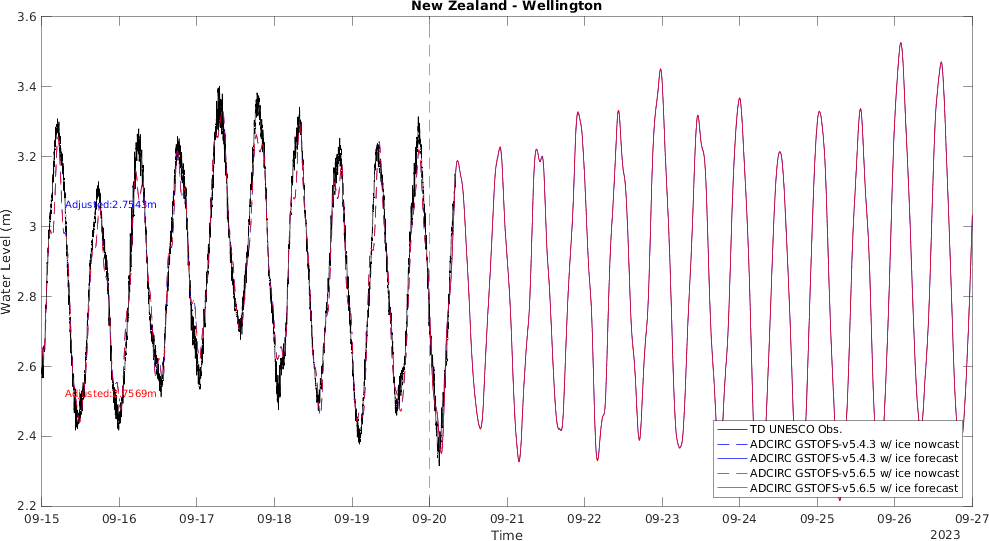 New Zealand - Wellington
3.6
3.4
3.2
3
2.8
2.6
2.4
2.2
Water Level (m)
Adjusted:2.7543m
Adjusted:2.7569m
TD UNESCO Obs.
ADCIRC GSTOFS-v5.4.3 w/ ice nowcast
ADCIRC GSTOFS-v5.4.3 w/ ice forecast
ADCIRC GSTOFS-v5.6.5 w/ ice nowcast
ADCIRC GSTOFS-v5.6.5 w/ ice forecast
09-15 09-16 09-17 09-18 09-19 09-20 09-21 09-22 09-23 09-24 09-25 09-26 09-27
Time
2023